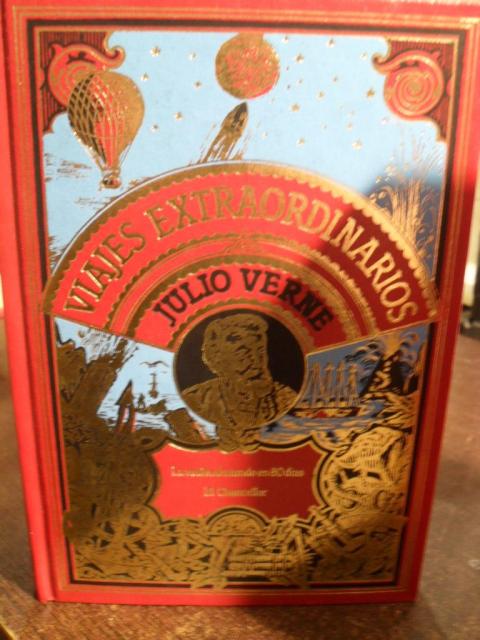 VIAJES EXTRAORDINARIOS
JULIO VERNE
La vuelta al mundo en 80 días
El Chancellor